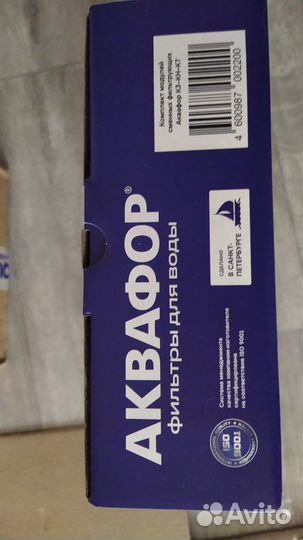 АКВАФОР®
фильтры для воды
Комплект модулей
сменных фильтрующих
Аквафор К3–КН–К7
4 600987 002200
СДЕЛАНО
В САНКТ-
ПЕТЕРБУРГЕ
Система менеджмента
качества компании-изготовителя
сертифицирована
на соответствие ISO 9001
ISO
9001
Avito